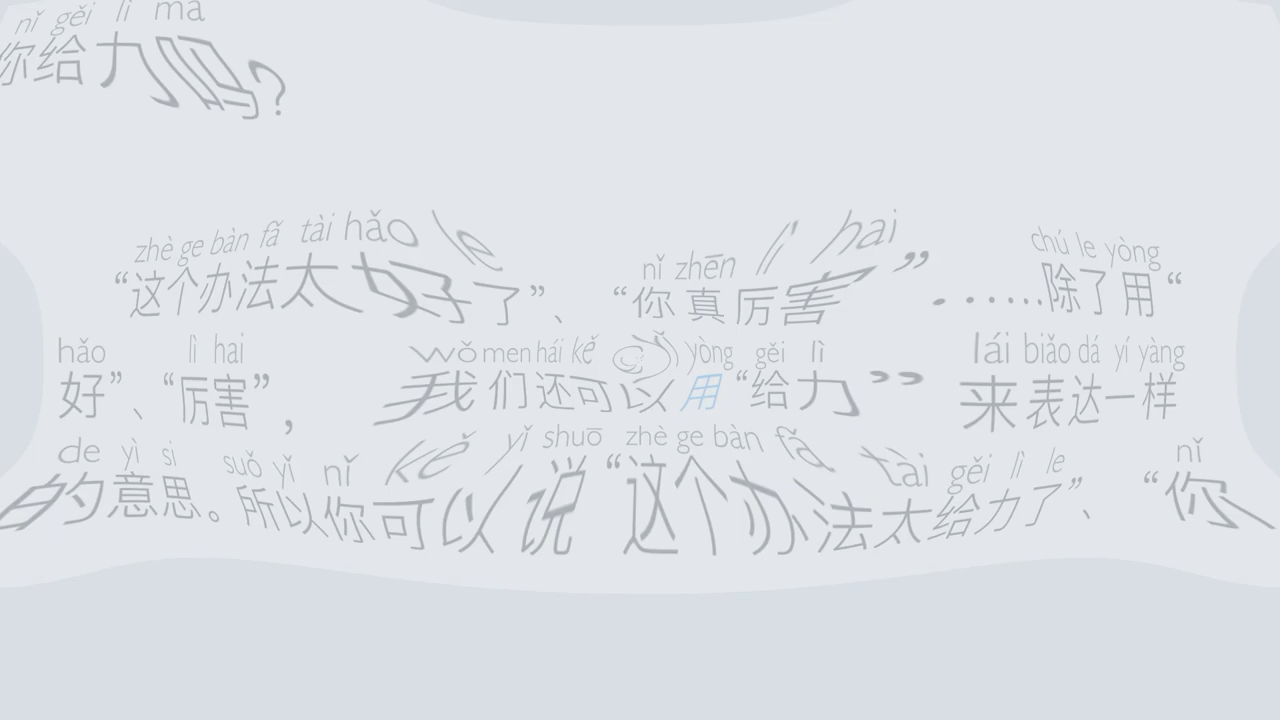 nǐ gěi lì ma
你给力吗?
zhè ge bàn fǎ tài hǎo le nǐ zhēn lì hai chú le yòng
“这个办法太好了”、“你真厉害”……除了用“
hǎo lì hai wǒ men hái kě yǐ yòng gěi lì lái biǎo dá yí yàng
好”、“厉害”,我们还可以用“给力”来表达一样
de yì si suǒ yǐ nǐ kě yǐ shuō zhè ge bàn fǎ tài gěi lì le nǐ
的意思。所以你可以说“这个办法太给力了”、“你